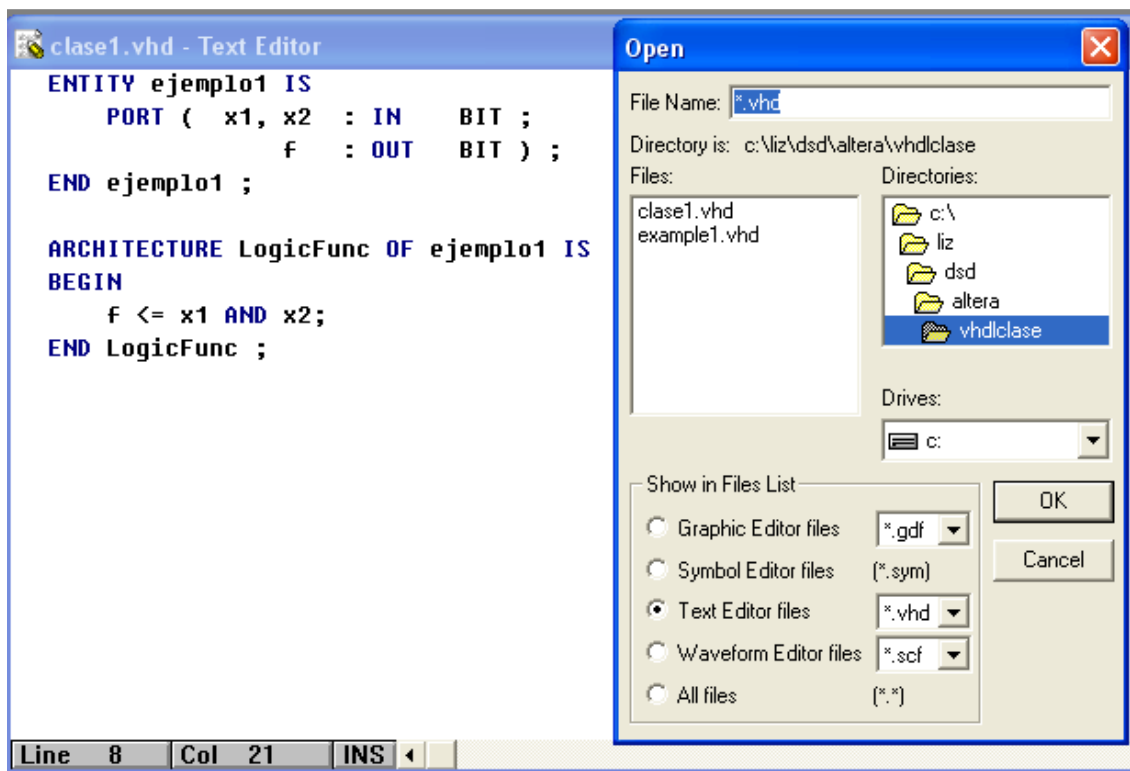 clase1.vhd - Text Editor
ENTITY ejemplo1 IS
PORT ( x1, x2 : IN BIT ;
f : OUT BIT ) ;
END ejemplo1 ;
ARCHITECTURE LogicFunc OF ejemplo1 IS
BEGIN
f <= x1 AND x2;
END LogicFunc ;
Line 8 Col 21 INS
Open
File Name: *.vhd
Directory is: c:\liz\dsd\altera\vhdlclase
Files:
clase1.vhd
example1.vhd
Directories:
c:\
liz
dsd
altera
vhdlclase
Drives:
c:
Show in Files List
Graphic Editor files *.gdf
Symbol Editor files (*.sym)
Text Editor files *.vhd
Waveform Editor files *.scf
All files (*.*)
OK
Cancel